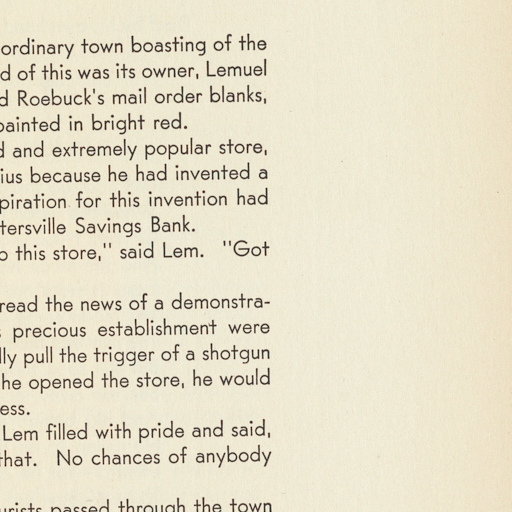 ordinary town boasting of the
d of this was its owner, Lemuel
d Roebuck's mail order blanks,
painted in bright red.
d and extremely popular store,
ius because he had invented a
piration for this invention had
tersville Savings Bank.
o this store," said Lem. "Got
read the news of a demonstra-
s precious establishment were
lly pull the trigger of a shotgun
he opened the store, he would
ess.
Lem filled with pride and said,
that. No chances of anybody
urists passed through the town